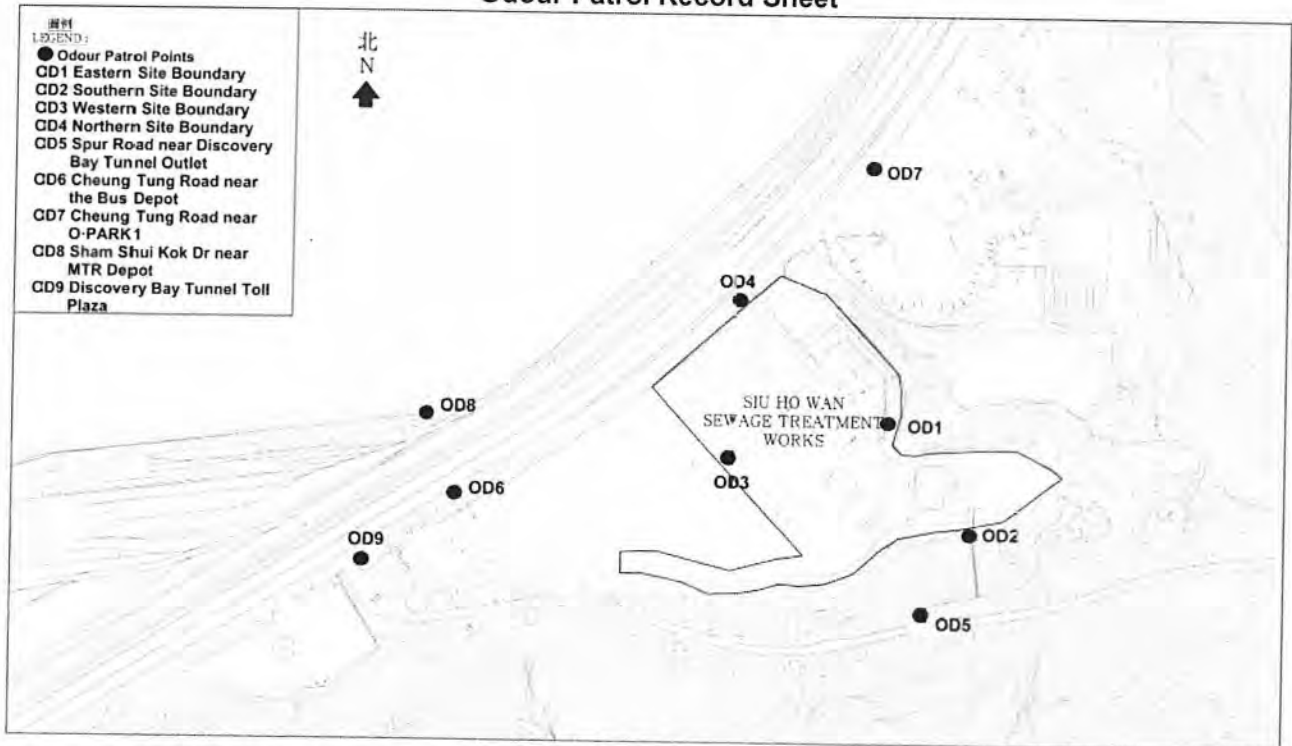 Odour Patrol Record Sheet
圖例
LEGEND:
Odour Patrol Points
OD1 Eastern Site Boundary
OD2 Southern Site Boundary
OD3 Western Site Boundary
OD4 Northern Site Boundary
OD5 Spur Road near Discovery
Bay Tunnel Outlet
OD6 Cheung Tung Road near
the Bus Depot
OD7 Cheung Tung Road near
O-PARK1
OD8 Sham Shui Kok Dr near
MTR Depot
OD9 Discovery Bay Tunnel Toll
Plaza
北
N
OD7
OD4
OD8
SIU HO WAN
SEWAGE TREATMENT
WORKS
OD1
OD3
OD6
OD2
OD9
OD5